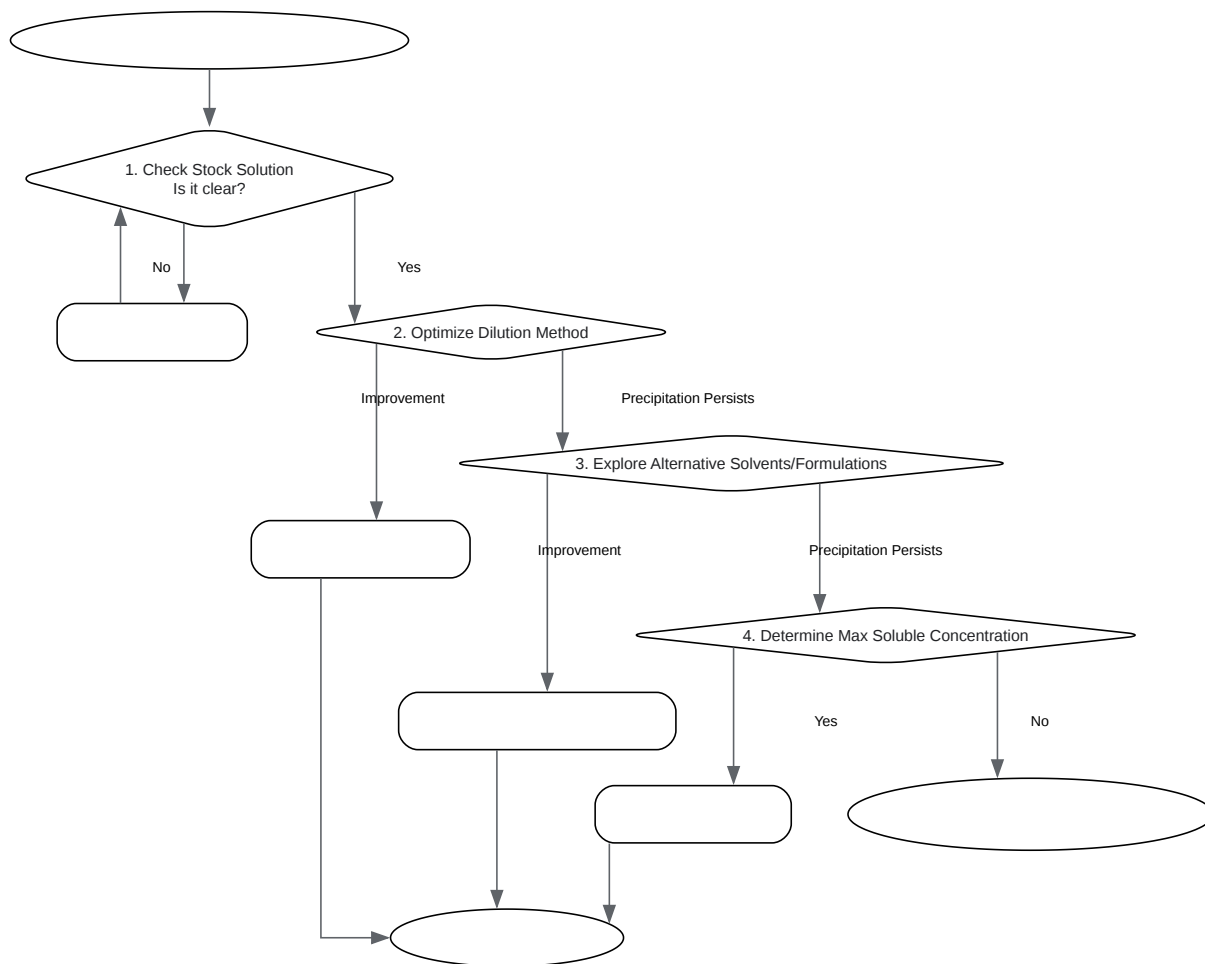 1. Check Stock Solution
Is it clear?
No
Yes
2. Optimize Dilution Method
Improvement
Precipitation Persists
3. Explore Alternative Solvents/Formulations
Improvement
Precipitation Persists
4. Determine Max Soluble Concentration
Yes
No